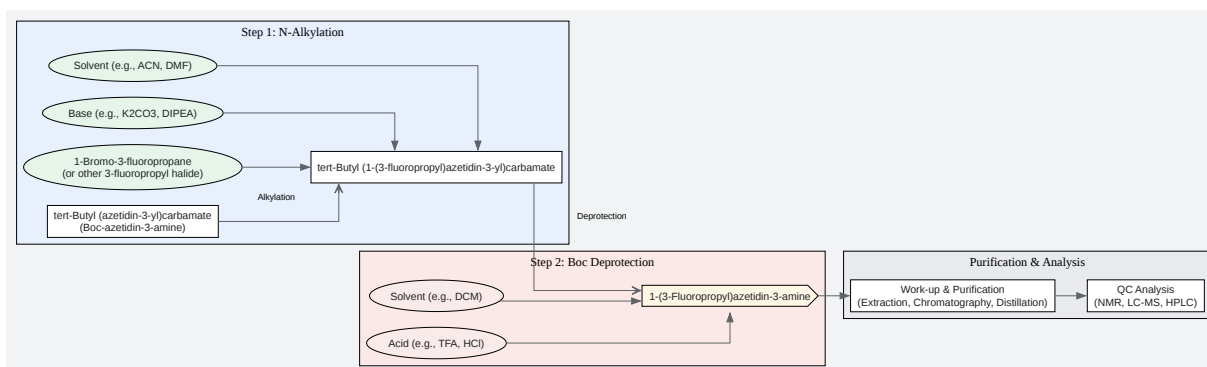 Step 1: N-Alkylation
Solvent (e.g., ACN, DMF)
Base (e.g., K2CO3, DIPEA)
1-Bromo-3-fluoropropane
(or other 3-fluoropropyl halide)
tert-Butyl (1-(3-fluoropropyl)azetidin-3-yl)carbamate
Alkylation
tert-Butyl (azetidin-3-yl)carbamate
(Boc-azetidin-3-amine)
Deprotection
Step 2: Boc Deprotection
Solvent (e.g., DCM)
1-(3-Fluoropropyl)azetidin-3-amine
Acid (e.g., TFA, HCl)
Purification & Analysis
Work-up & Purification
(Extraction, Chromatography, Distillation)
QC Analysis
(NMR, LC-MS, HPLC)